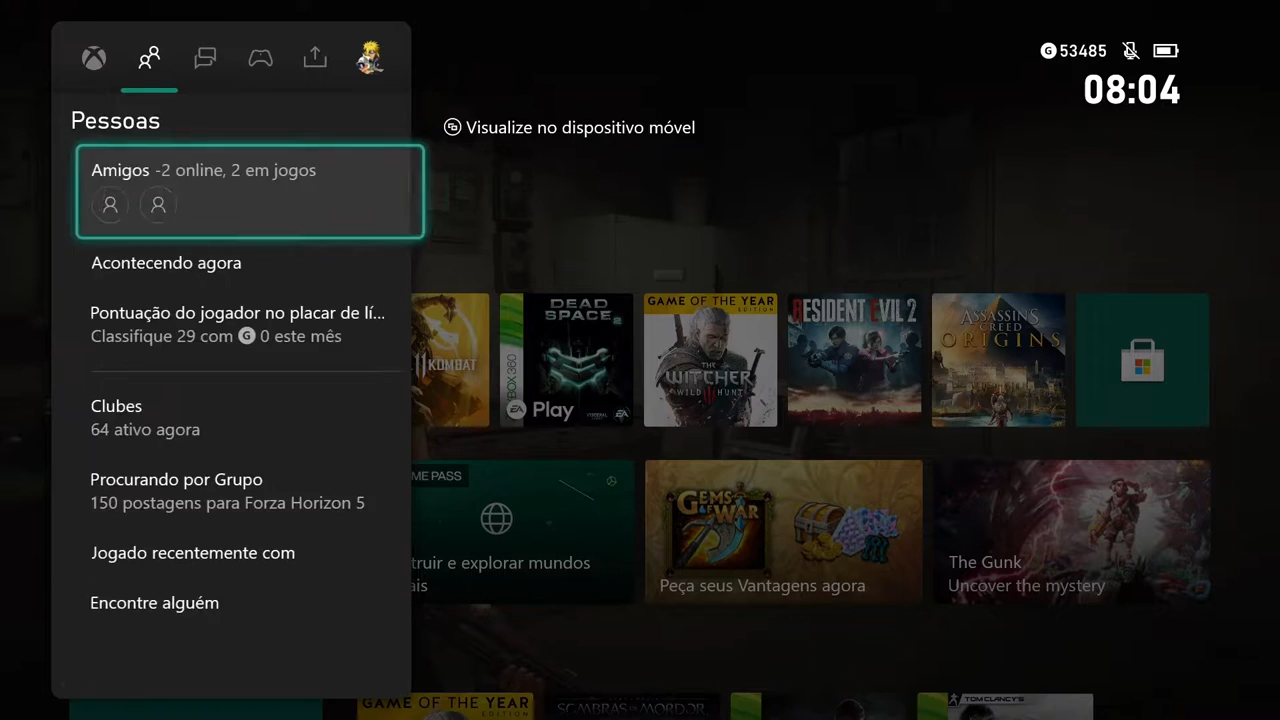 G 53485
08:04
Pessoas
Visualize no dispositivo móvel
Amigos -2 online, 2 em jogos
Acontecendo agora
Pontuação do jogador no placar de lí...
Classifique 29 com G 0 este mês
Clubes
64 ativo agora
Procurando por Grupo
150 postagens para Forza Horizon 5
Jogado recentemente com
Encontre alguém
KOMBAT
XBOX 360
DEAD
SPACE 2
EA Play
EA
GAME OF THE YEAR
EDITION
THE
WITCHER
WILD HUNT
RESIDENT EVIL 2
ASSASSIN'S
CREED
ORIGINS
ME PASS
truir e explorar mundos
ais
GEMS
OF WAR
Peça seus Vantagens agora
The Gunk
Uncover the mystery
GAME OF THE YEAR
EDITION
SOMBRAS DE MORDOR
TOM CLANCY'S